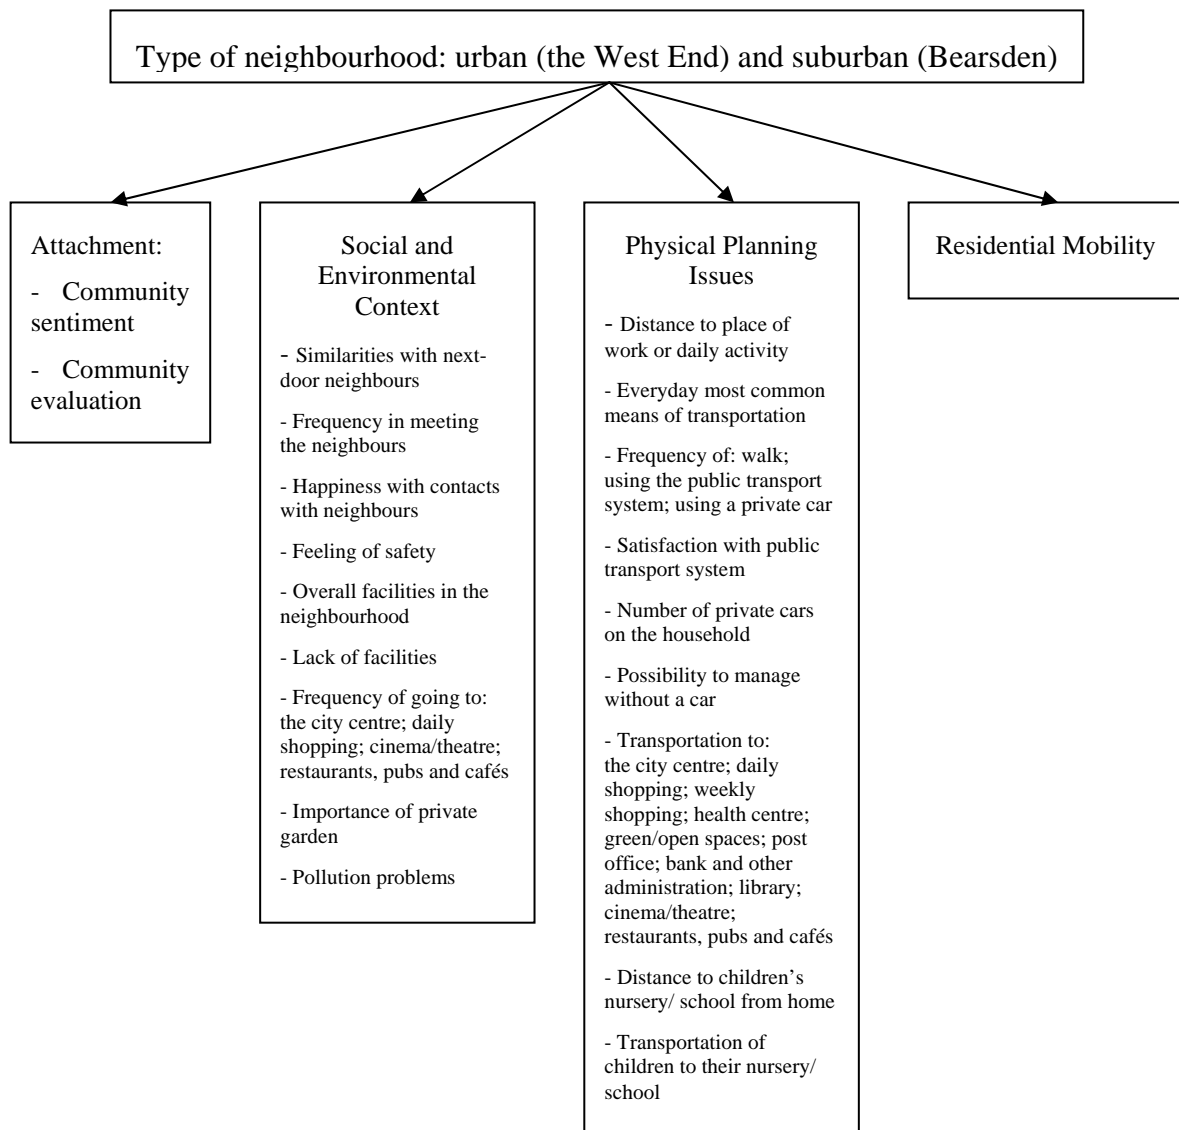 Type of neighbourhood: urban (the West End) and suburban (Bearsden)
Attachment:
- Community
sentiment
- Community
evaluation
Social and
Environmental
Context
- Similarities with next-
door neighbours
- Frequency in meeting
the neighbours
- Happiness with contacts
with neighbours
- Feeling of safety
- Overall facilities in the
neighbourhood
- Lack of facilities
- Frequency of going to:
the city centre; daily
shopping; cinema/theatre;
restaurants, pubs and cafés
- Importance of private
garden
- Pollution problems
Physical Planning
Issues
- Distance to place of
work or daily activity
- Everyday most common
means of transportation
- Frequency of: walk;
using the public transport
system; using a private car
- Satisfaction with public
transport system
- Number of private cars
on the household
- Possibility to manage
without a car
- Transportation to:
the city centre; daily
shopping; weekly
shopping; health centre;
green/open spaces; post
office; bank and other
administration; library;
cinema/theatre;
restaurants, pubs and cafés
- Distance to children’s
nursery/ school from home
- Transportation of
children to their nursery/
school
Residential Mobility